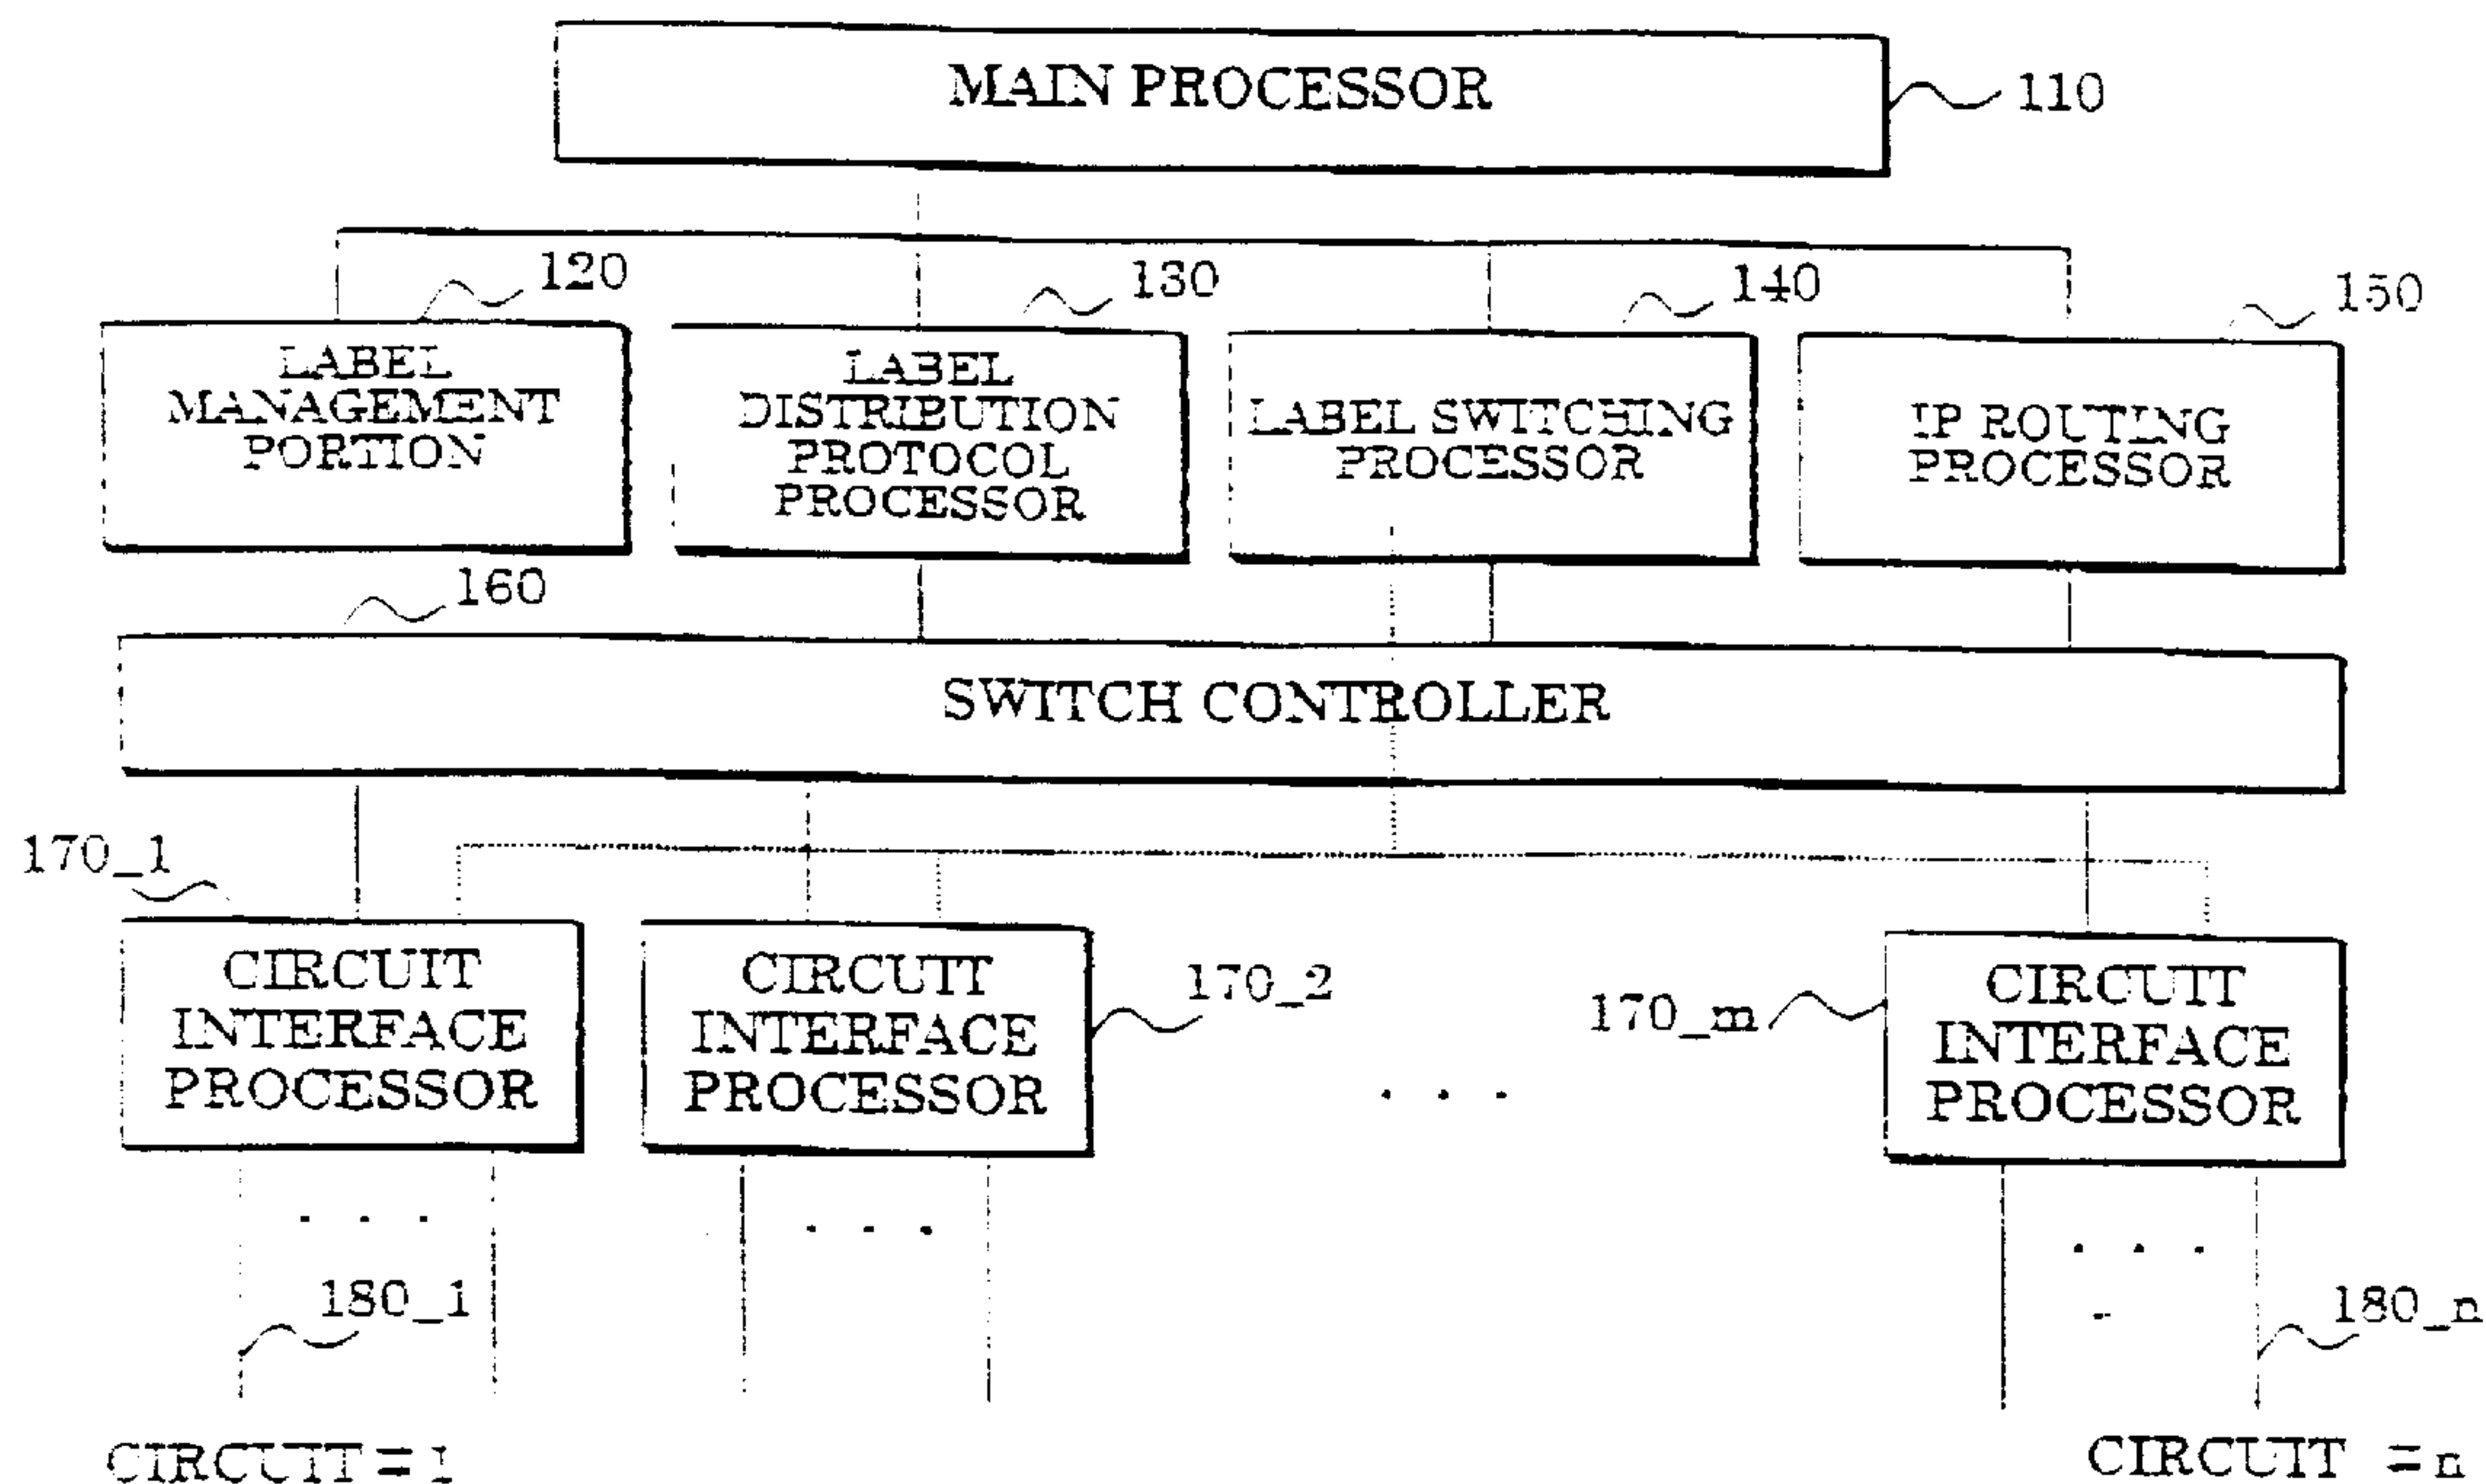 MAIN PROCESSOR
110
120
130
140
150
LABEL
MANAGEMENT
PORTION
LABEL
DISTRIBUTION
PROTOCOL
PROCESSOR
LABEL SWITCHING
PROCESSOR
IP ROUTING
PROCESSOR
160
SWITCH CONTROLLER
170_1
CIRCUIT
INTERFACE
PROCESSOR
CIRCUIT
INTERFACE
PROCESSOR
170_2
. . .
170_m
CIRCUIT
INTERFACE
PROCESSOR
. . .
. . .
. . .
180_1
180_n
CIRCUIT = 1
CIRCUIT = n